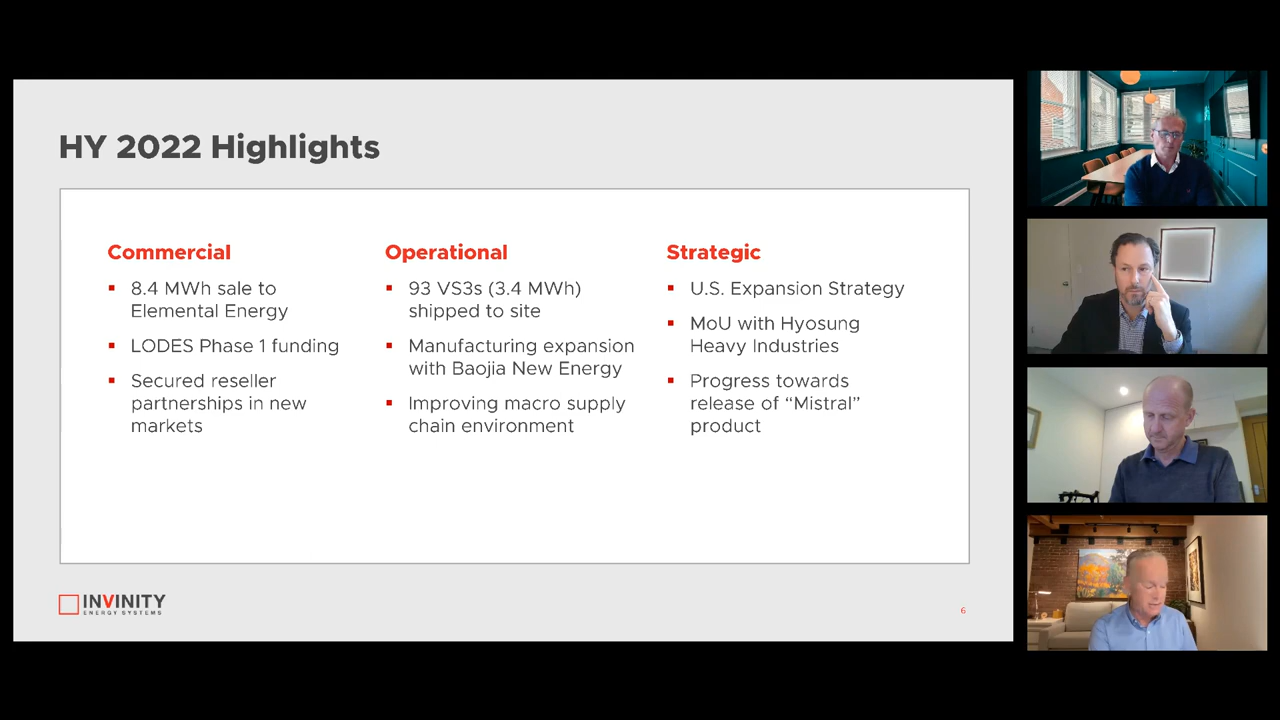 HY 2022 Highlights
Commercial
▪ 8.4 MWh sale to
Elemental Energy
▪ LODES Phase 1 funding
▪ Secured reseller
partnerships in new
markets
Operational
▪ 93 VS3s (3.4 MWh)
shipped to site
▪ Manufacturing expansion
with Baojia New Energy
▪ Improving macro supply
chain environment
Strategic
▪ U.S. Expansion Strategy
▪ MoU with Hyosung
Heavy Industries
▪ Progress towards
release of “Mistral”
product
INVINITY
ENERGY SYSTEMS
6